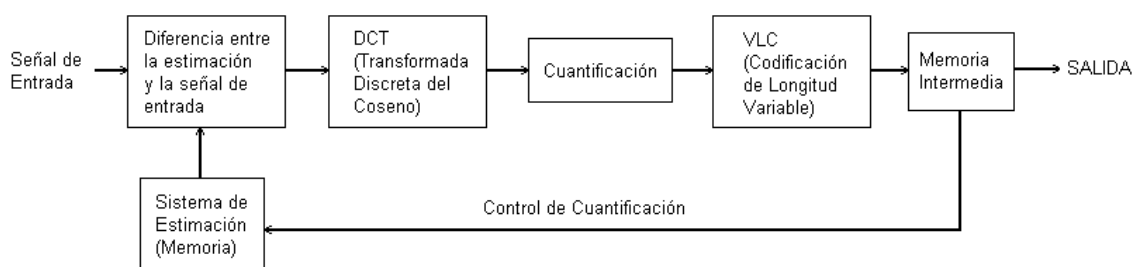 Señal de
Entrada
Diferencia entre
la estimación
y la señal de
entrada
DCT
(Transformada
Discreta del
Coseno)
Cuantificación
VLC
(Codificación
de Longitud
Variable)
Memoria
Intermedia
SALIDA
Sistema de
Estimación
(Memoria)
Control de Cuantificación